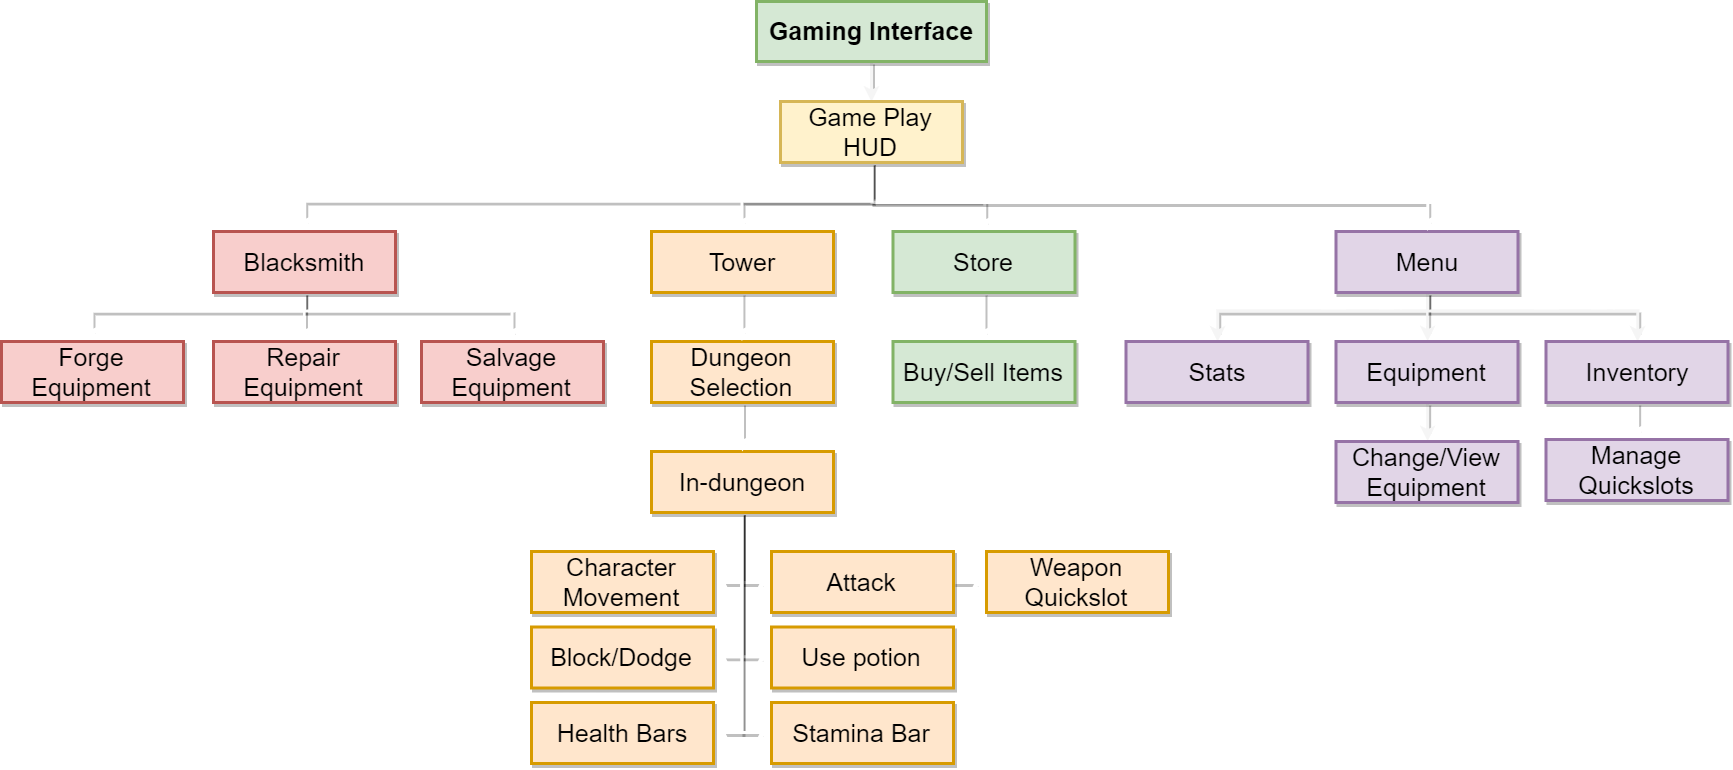 Gaming Interface
Game Play
HUD
Blacksmith
Tower
Store
Menu
Forge
Equipment
Repair
Equipment
Salvage
Equipment
Dungeon
Selection
Buy/Sell Items
Stats
Equipment
Inventory
In-dungeon
Change/View
Equipment
Manage
Quickslots
Character
Movement
Attack
Weapon
Quickslot
Block/Dodge
Use potion
Health Bars
Stamina Bar